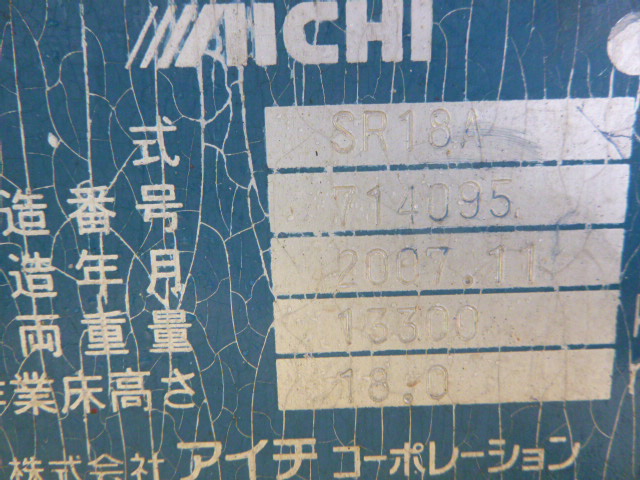 AICHI
式 SR18A
造番号 714095
造年月 2007.11
両重量 13300
業床高さ 18.0
株式会社 アイチコーポレーション